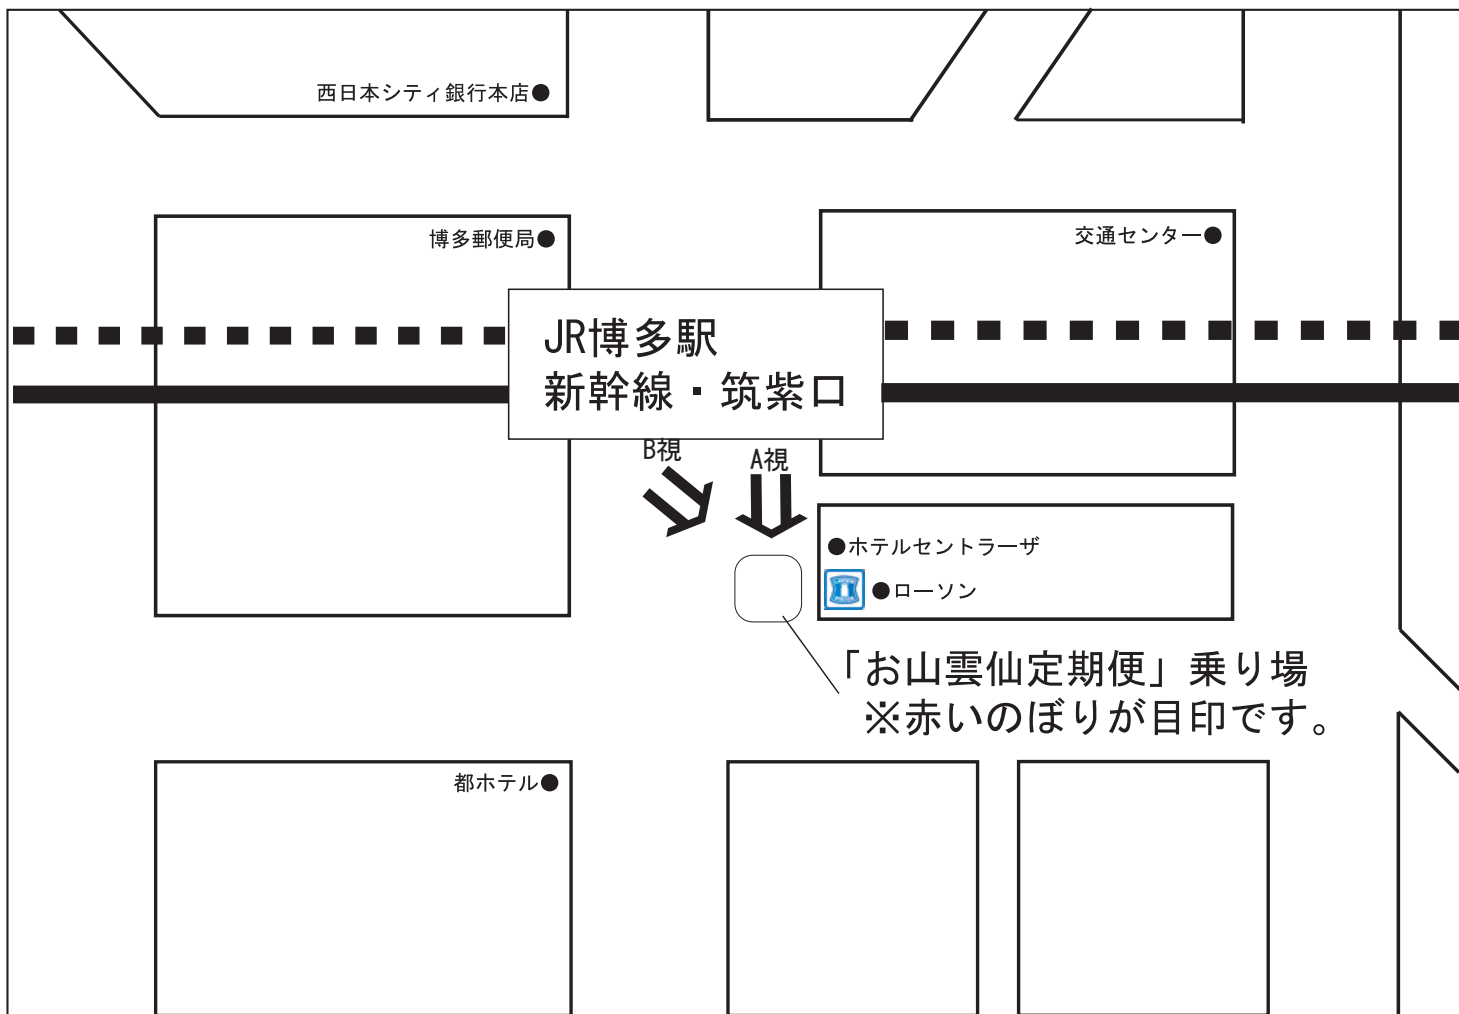 西日本シティ銀行本店●
博多郵便局●
交通センター●
JR博多駅
新幹線・筑紫口
B視
A視
●ホテルセントラーザ
●ローソン
「お山雲仙定期便」乗り場
※赤いのぼりが目印です。
都ホテル●